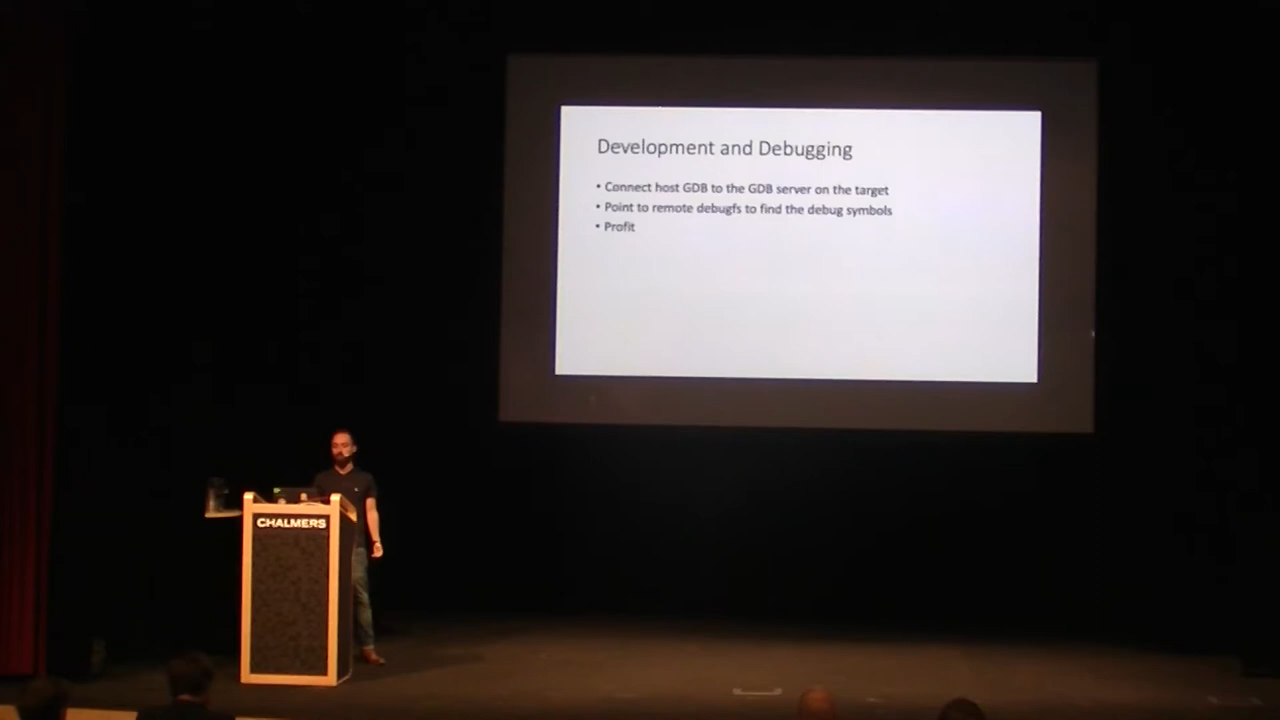 Development and Debugging
• Connect host GDB to the GDB server on the target
• Point to remote debugfs to find the debug symbols
• Profit
CHALMERS